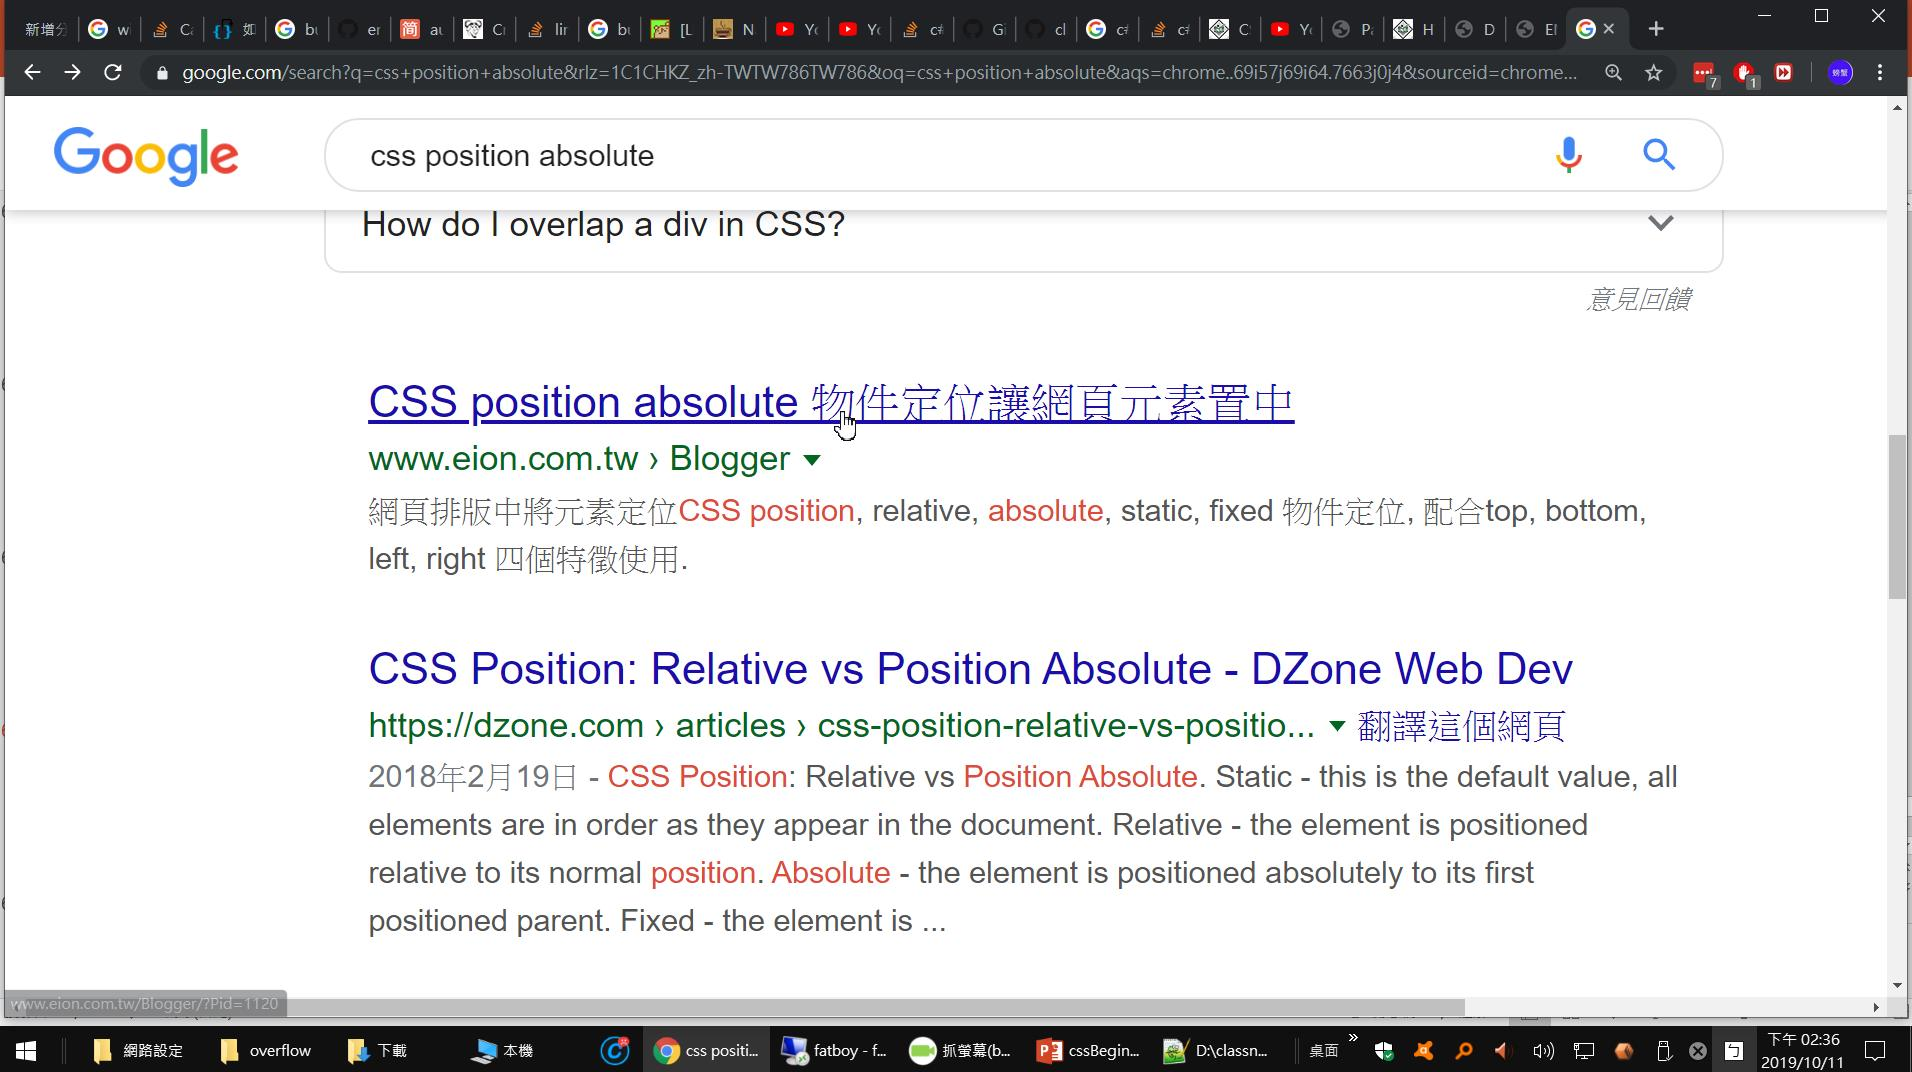 新增分
google.com/search?q=css+position+absolute&rlz=1C1CHKZ_zh-TWTW786TW786&oq=css+position+absolute&aqs=chrome..69i57j69i64.7663j0j4&sourceid=chrome...
7
1
Google
css position absolute
How do I overlap a div in CSS?
意見回饋
CSS position absolute 物件定位讓網頁元素置中
www.eion.com.tw › Blogger
網頁排版中將元素定位CSS position, relative, absolute, static, fixed 物件定位, 配合top, bottom,
left, right 四個特徵使用.
CSS Position: Relative vs Position Absolute - DZone Web Dev
https://dzone.com › articles › css-position-relative-vs-positio... 翻譯這個網頁
2018年2月19日 - CSS Position: Relative vs Position Absolute. Static - this is the default value, all
elements are in order as they appear in the document. Relative - the element is positioned
relative to its normal position. Absolute - the element is positioned absolutely to its first
positioned parent. Fixed - the element is ...
www.eion.com.tw/Blogger/?Pid=1120
網路設定
overflow
下載
本機
css positi...
fatboy - f...
抓螢幕(b...
cssBegin...
D:\classn...
桌面
下午 02:36
2019/10/11